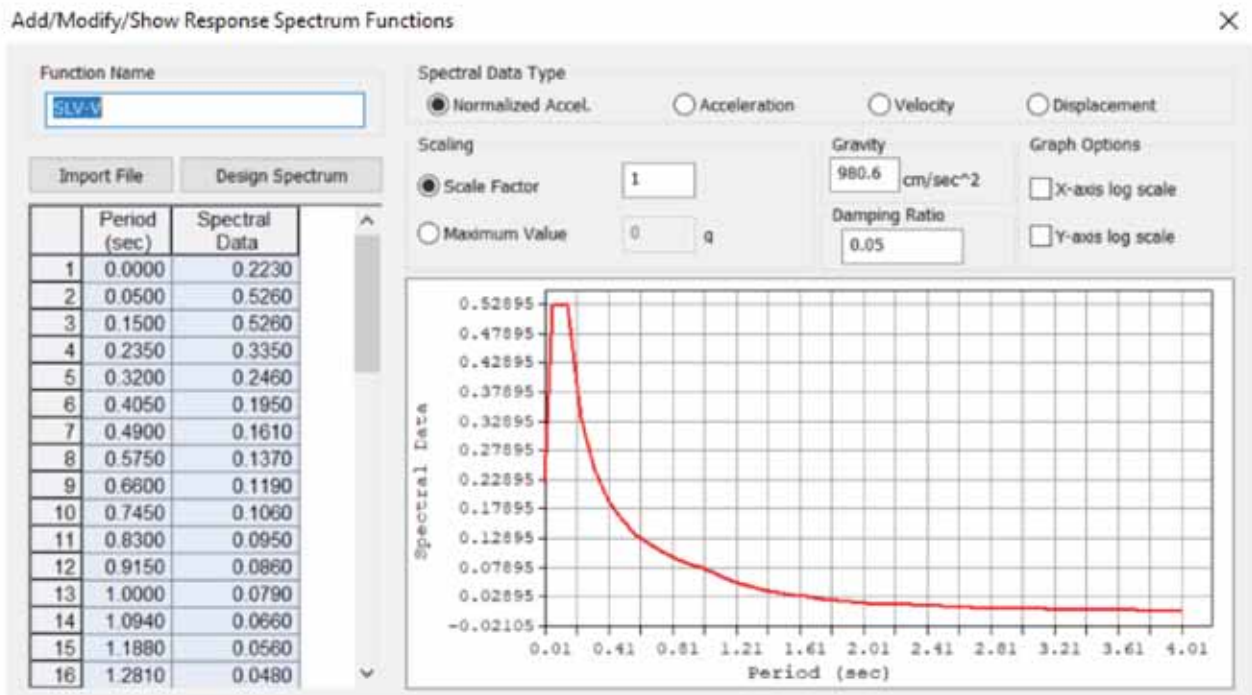 Add/Modify/Show Response Spectrum Functions
Function Name
SLV-V
Import File
Design Spectrum
Period (sec) Spectral Data
1 0.0000 0.2230
2 0.0500 0.5260
3 0.1500 0.5260
4 0.2350 0.3350
5 0.3200 0.2460
6 0.4050 0.1950
7 0.4900 0.1610
8 0.5750 0.1370
9 0.6600 0.1190
10 0.7450 0.1060
11 0.8300 0.0950
12 0.9150 0.0860
13 1.0000 0.0790
14 1.0940 0.0660
15 1.1880 0.0560
16 1.2810 0.0480
Spectral Data Type
Normalized Accel. Acceleration Velocity Displacement
Scaling
Scale Factor 1
Maximum Value 0 g
Gravity
980.6 cm/sec^2
Damping Ratio
0.05
Graph Options
X-axis log scale
Y-axis log scale
Spectral Data
0.52895
0.47895
0.42895
0.37895
0.32895
0.27895
0.22895
0.17895
0.12895
0.07895
0.02895
-0.02105
0.01 0.41 0.81 1.21 1.61 2.01 2.41 2.81 3.21 3.61 4.01
Period (sec)